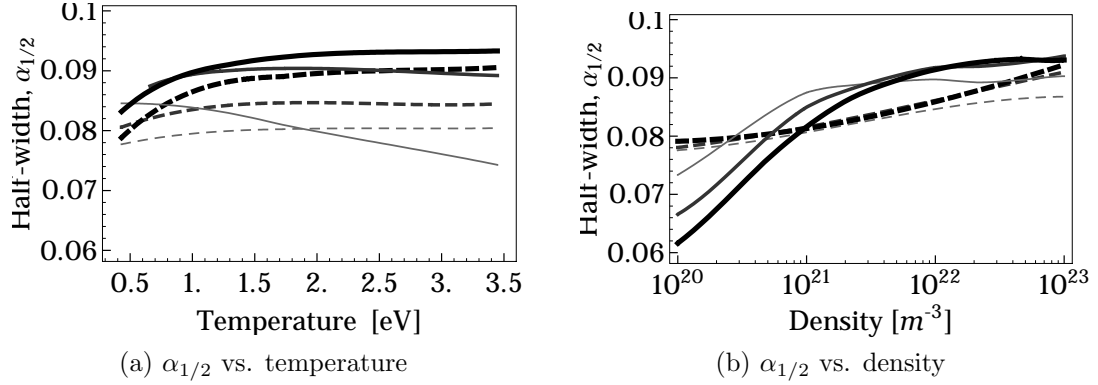 0.1
0.09
0.08
0.07
0.06
Half-width, α1/2
0.5 1.0 1.5 2. 2.5 3. 3.5
Temperature [eV]
(a) α1/2 vs. temperature
0.1
0.09
0.08
0.07
0.06
Half-width, α1/2
10^20 10^21 10^22 10^23
Density [m^-3]
(b) α1/2 vs. density